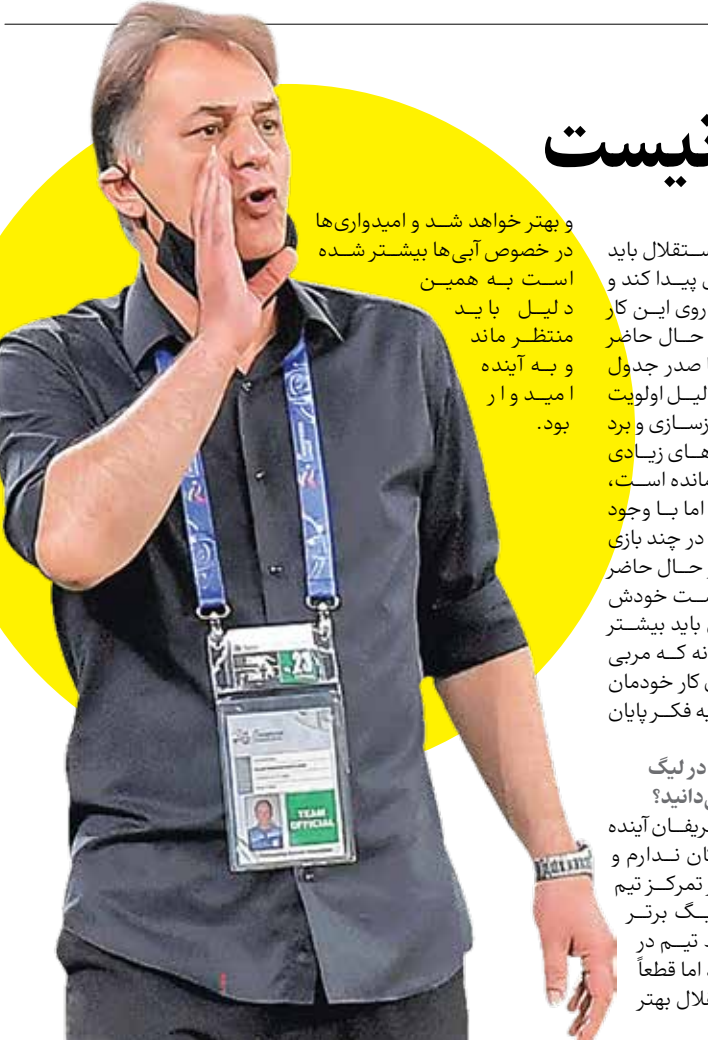 نیست
ستقلال باید
پیدا کند و
روی این کار
حال حاضر
صدر جدول
لیل اولویت
زسازی و برد
های زیادی
مانده است،
اما با وجود
در چند بازی
حال حاضر
ست خودش
باید بیشتر
نه که مربی
کار خودمان
به فکر پایان
در لیگ
ی‌دانید؟
ریفان آینده
کان ندارم و
تمرکز تیم
یگ برتر
د تیم در
اما قطعاً
قلال بهتر
و بهتر خواهد شد و امیدواری‌ها
در خصوص آبی‌ها بیشتر شده
است به همین
دلیل باید
منتظر ماند
و به آینده
امیدوار
بود.
23
TEAM
OFFICIAL